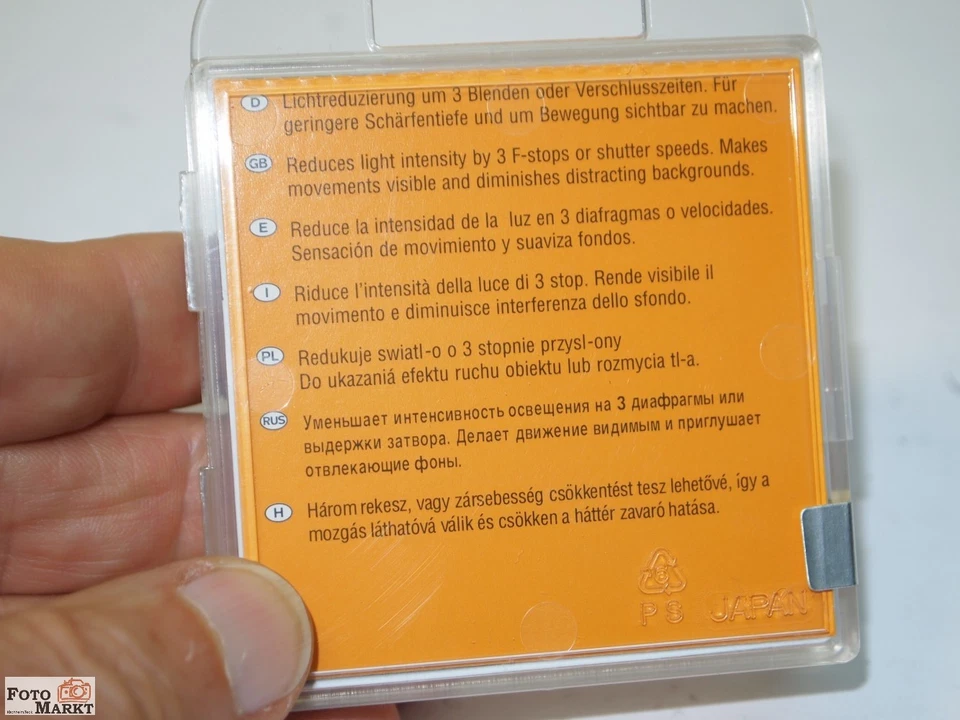 D Lichtreduzierung um 3 Blenden oder Verschlusszeiten. Für
geringere Schärfentiefe und um Bewegung sichtbar zu machen.
GB Reduces light intensity by 3 F-stops or shutter speeds. Makes
movements visible and diminishes distracting backgrounds.
E Reduce la intensidad de la luz en 3 diafragmas o velocidades.
Sensación de movimiento y suaviza fondos.
I Riduce l'intensità della luce di 3 stop. Rende visibile il
movimento e diminuisce interferenza dello sfondo.
PL Redukuje swiatl-o o 3 stopnie przysl-ony
Do ukazaniá efektu ruchu obiektu lub rozmycia tl-a.
RUS Уменьшает интенсивность освещения на 3 диафрагмы или
выдержки затвора. Делает движение видимым и приглушает
отвлекающие фоны.
H Három rekesz, vagy zársebesség csökkentést tesz lehetővé, így a
mozgás láthatóvá válik és csökken a háttér zavaró hatása.
PS JAPAN
FOTO
MARKT